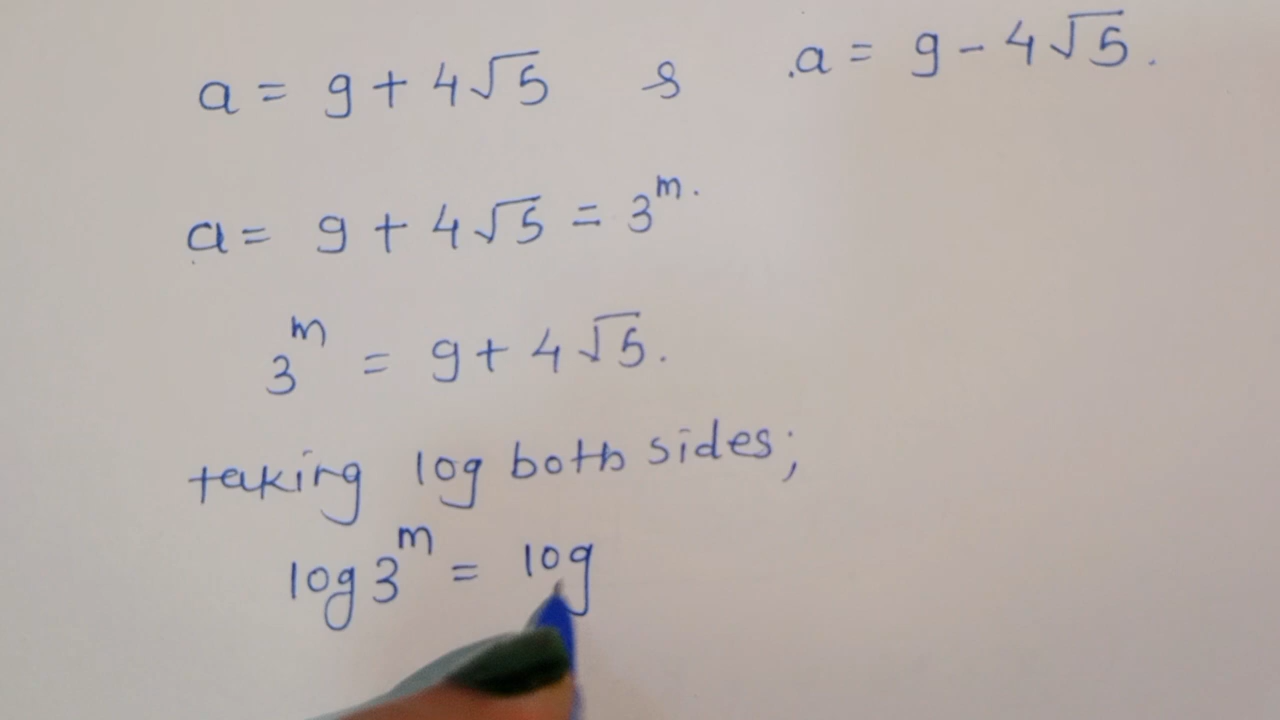 a = 9 + 4√5 & a = 9 - 4√5.
a = 9 + 4√5 = 3^m.
3^m = 9 + 4√5.
taking log both sides;
log 3^m = log